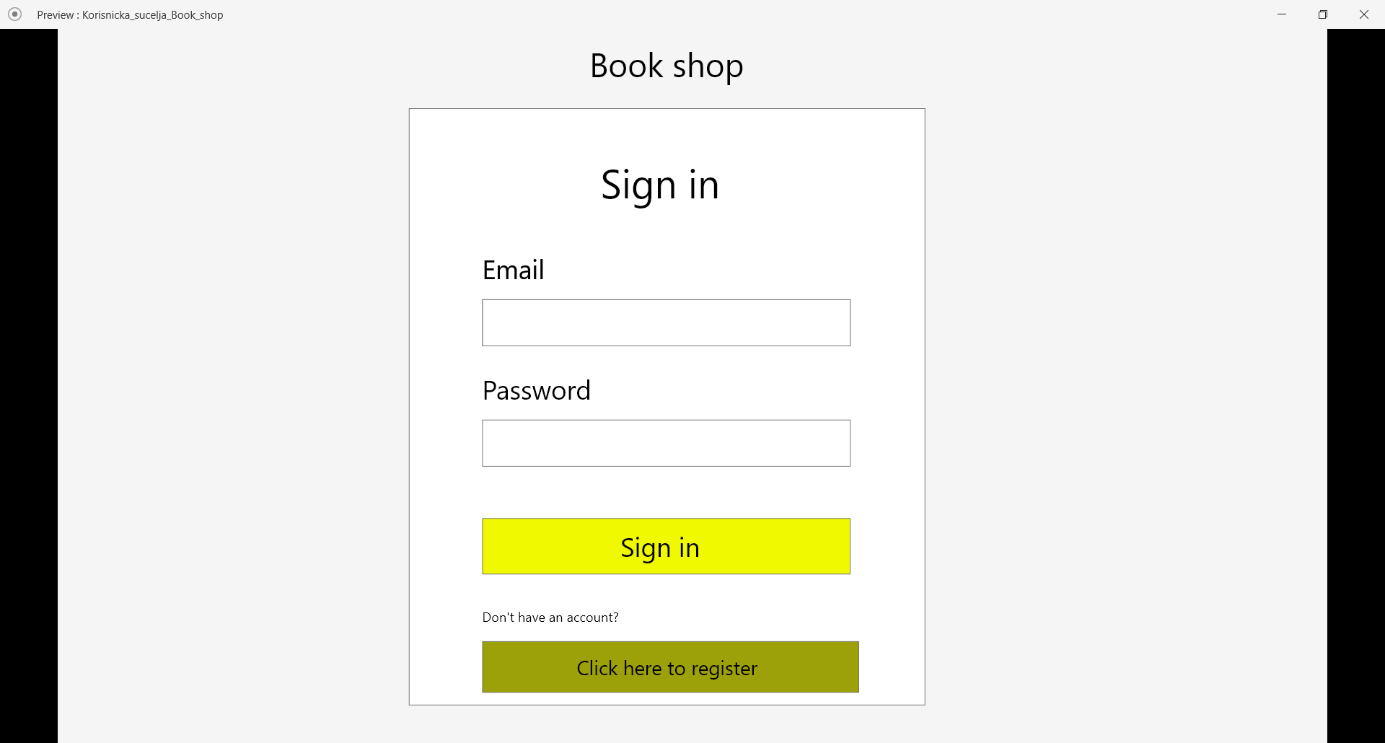 Preview : Korisnicka_sucelja_Book_shop
Book shop
Sign in
Email
Password
Sign in
Don't have an account?
Click here to register